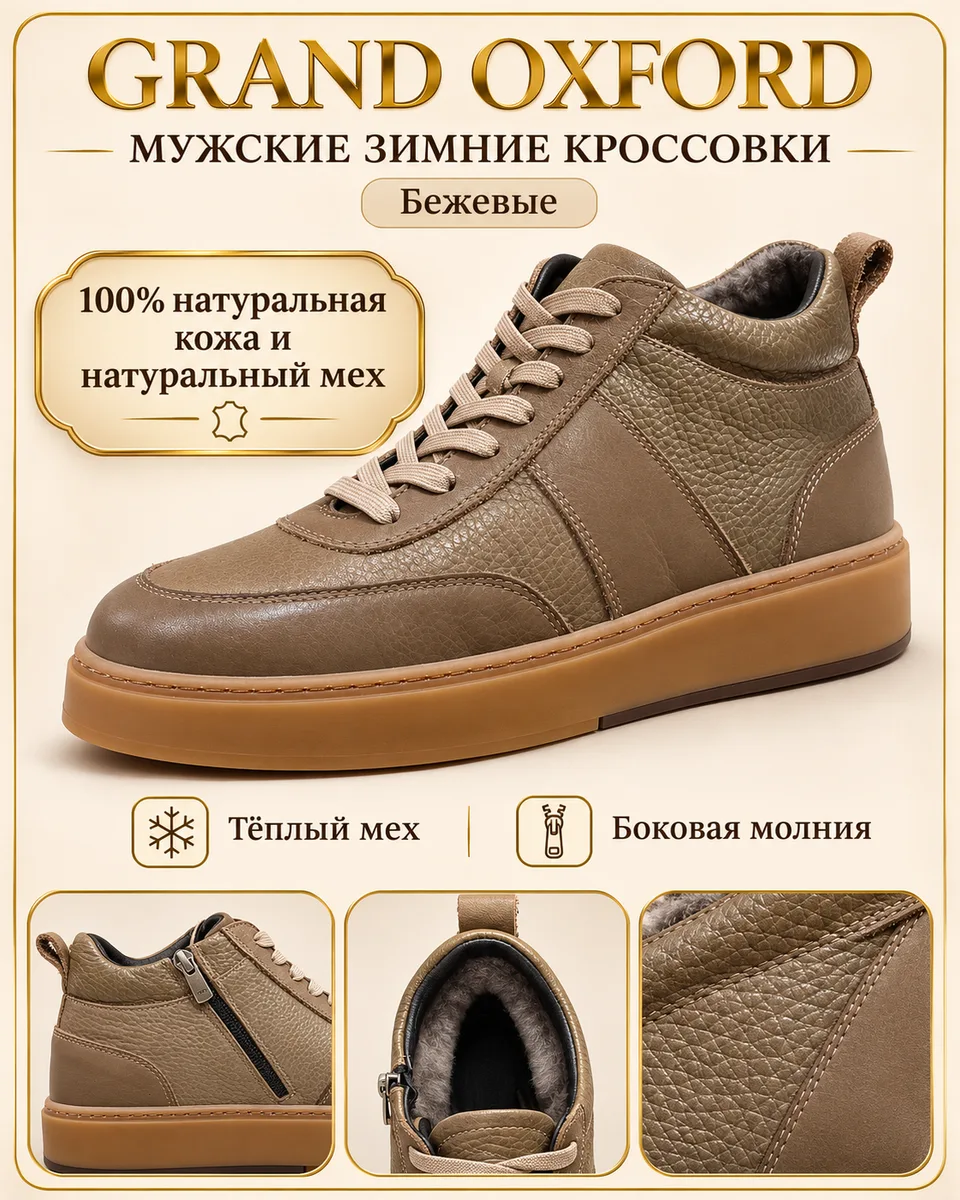 GRAND OXFORD
МУЖСКИЕ ЗИМНИЕ КРОССОВКИ
Бежевые
100% натуральная
кожа и
натуральный мех
Тёплый мех
Боковая молния